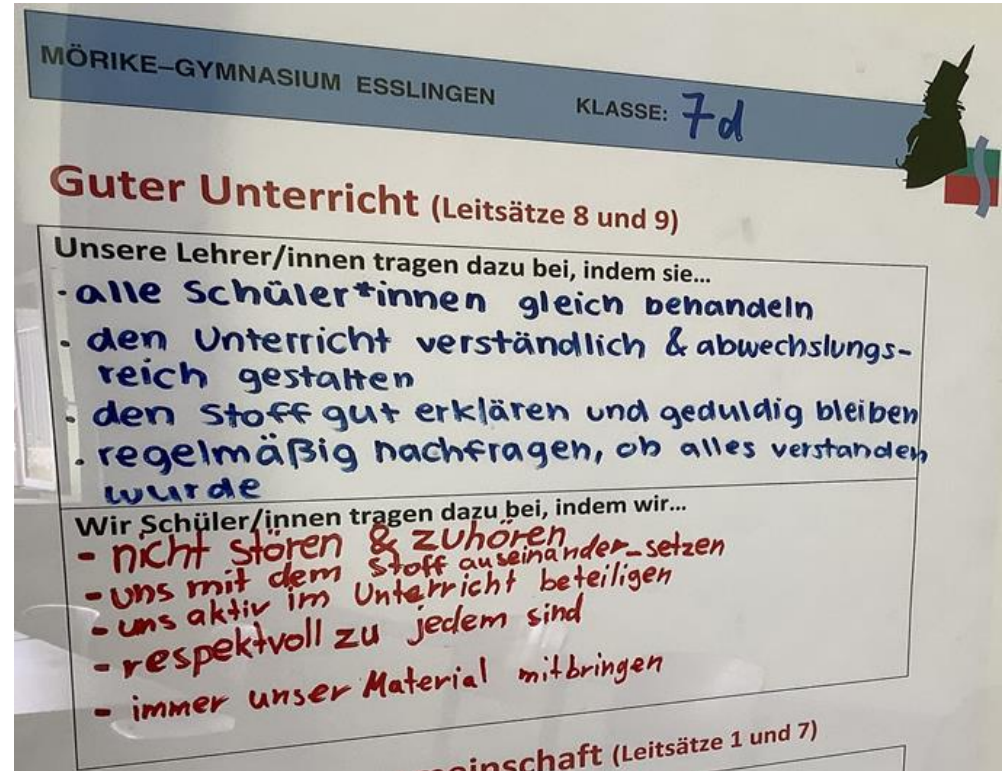 MÖRIKE–GYMNASIUM ESSLINGEN KLASSE: 7d
Guter Unterricht (Leitsätze 8 und 9)
Unsere Lehrer/innen tragen dazu bei, indem sie...
· alle Schüler*innen gleich behandeln
· den Unterricht verständlich & abwechslungs-
reich gestalten
· den Stoff gut erklären und geduldig bleiben
· regelmäßig nachfragen, ob alles verstanden
wurde
Wir Schüler/innen tragen dazu bei, indem wir...
- nicht stören & zuhören
- uns mit dem Stoff auseinander-setzen
- uns aktiv im Unterricht beteiligen
- respektvoll zu jedem sind
- immer unser Material mitbringen
(Leitsätze 1 und 7)